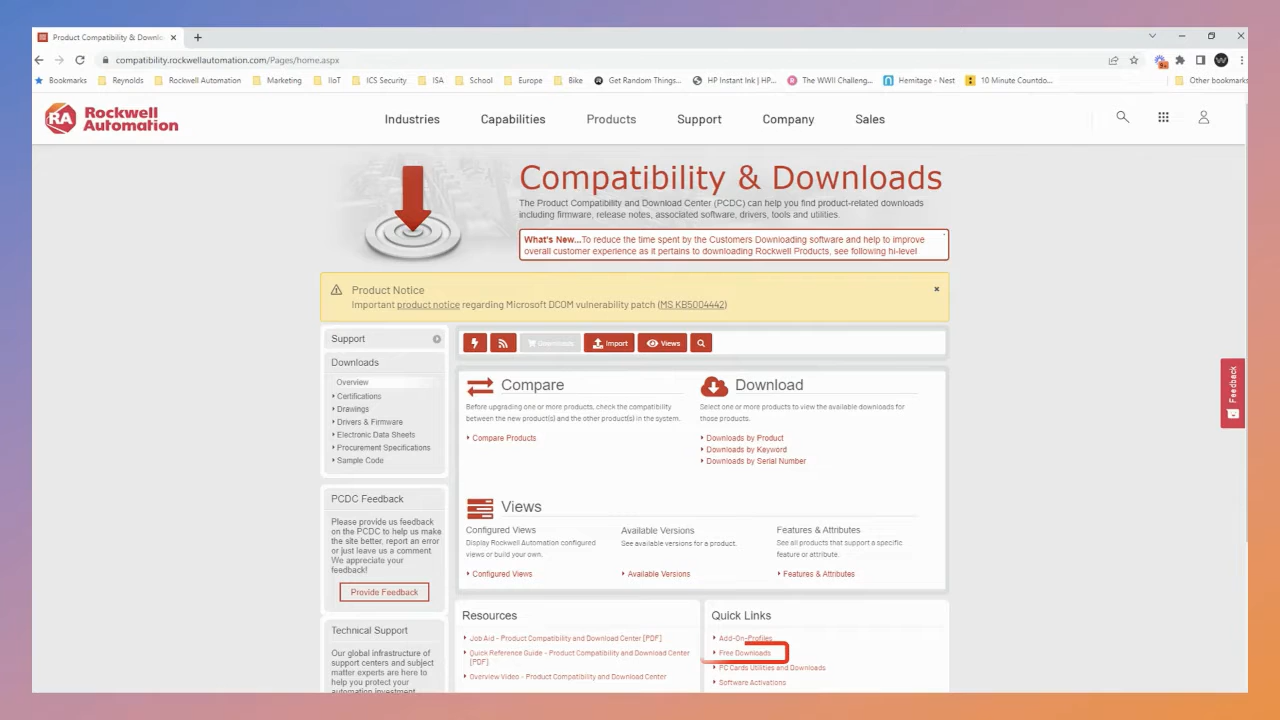 Product Compatibility & Downlo
compatibility.rockwellautomation.com/Pages/home.aspx
Bookmarks Reynolds Rockwell Automation Marketing IIoT ICS Security ISA School Europe Bike Get Random Things... HP Instant Ink | HP... The WWII Challeng... Hemitage - Nest 10 Minute Countdo... Other bookmarks
RA Rockwell Automation
Industries Capabilities Products Support Company Sales
Compatibility & Downloads
The Product Compatibility and Download Center (PCDC) can help you find product-related downloads
including firmware, release notes, associated software, drivers, tools and utilities.
What's New...To reduce the time spent by the Customers Downloading software and help to improve
overall customer experience as it pertains to downloading Rockwell Products, see following hi-level
Product Notice
Important product notice regarding Microsoft DCOM vulnerability patch (MS KB5004442)
Support
Downloads
Overview
Certifications
Drawings
Drivers & Firmware
Electronic Data Sheets
Procurement Specifications
Sample Code
PCDC Feedback
Please provide us feedback
on the PCDC to help us make
the site better, report an error
or just leave us a comment.
We appreciate your
feedback!
Provide Feedback
Technical Support
Our global infrastructure of
support centers and subject
matter experts are here to
help you protect your
automation investment
Downloads Import Views
Compare
Before upgrading one or more products, check the compatibility
between the new product(s) and the other product(s) in the system.
Compare Products
Download
Select one or more products to view the available downloads for
those products.
Downloads by Product
Downloads by Keyword
Downloads by Serial Number
Views
Configured Views
Display Rockwell Automation configured
views or build your own.
Configured Views
Available Versions
See available versions for a product.
Available Versions
Features & Attributes
See all products that support a specific
feature or attribute.
Features & Attributes
Resources
Job Aid - Product Compatibility and Download Center [PDF]
Quick Reference Guide - Product Compatibility and Download Center
[PDF]
Overview Video - Product Compatibility and Download Center
Quick Links
Add-On-Profiles
Free Downloads
PC Cards Utilities and Downloads
Software Activations
Feedback